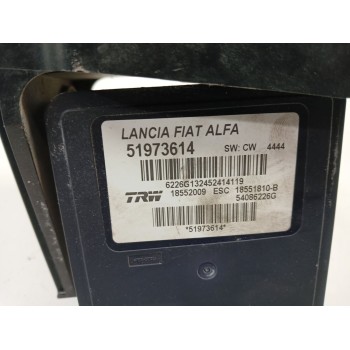 LANCIA FIAT ALFA
51973614 SW: CW 4444
6226G132452414119
TRW 18552009 ESC 18551810-B
54086226G
*51973614*